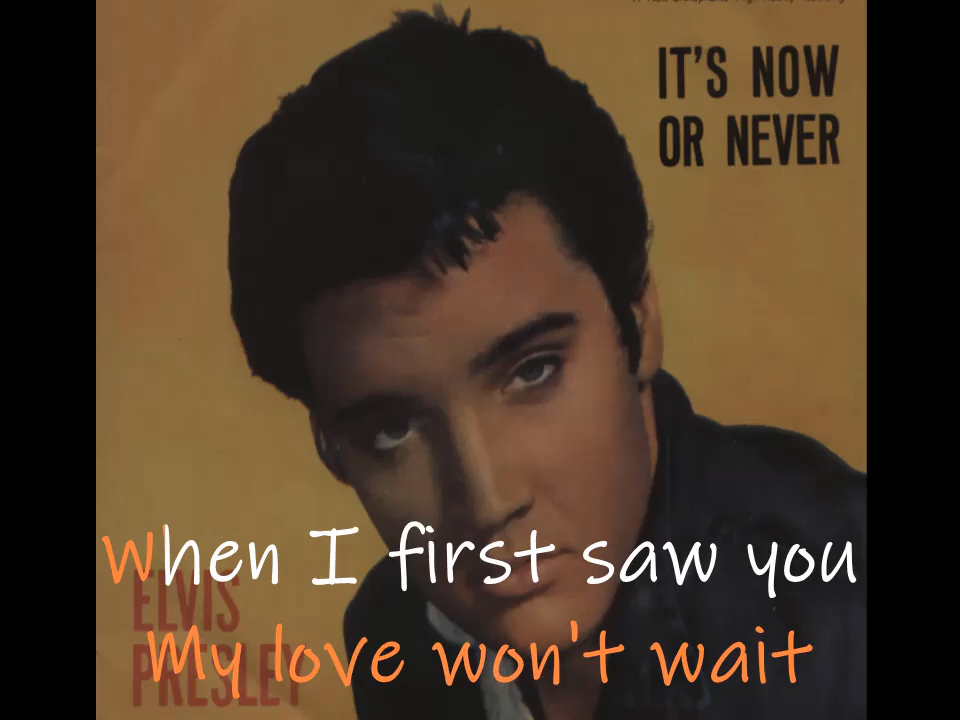 IT'S NOW
OR NEVER
When I first saw you
ELVIS
My love won't wait
PRESLEY